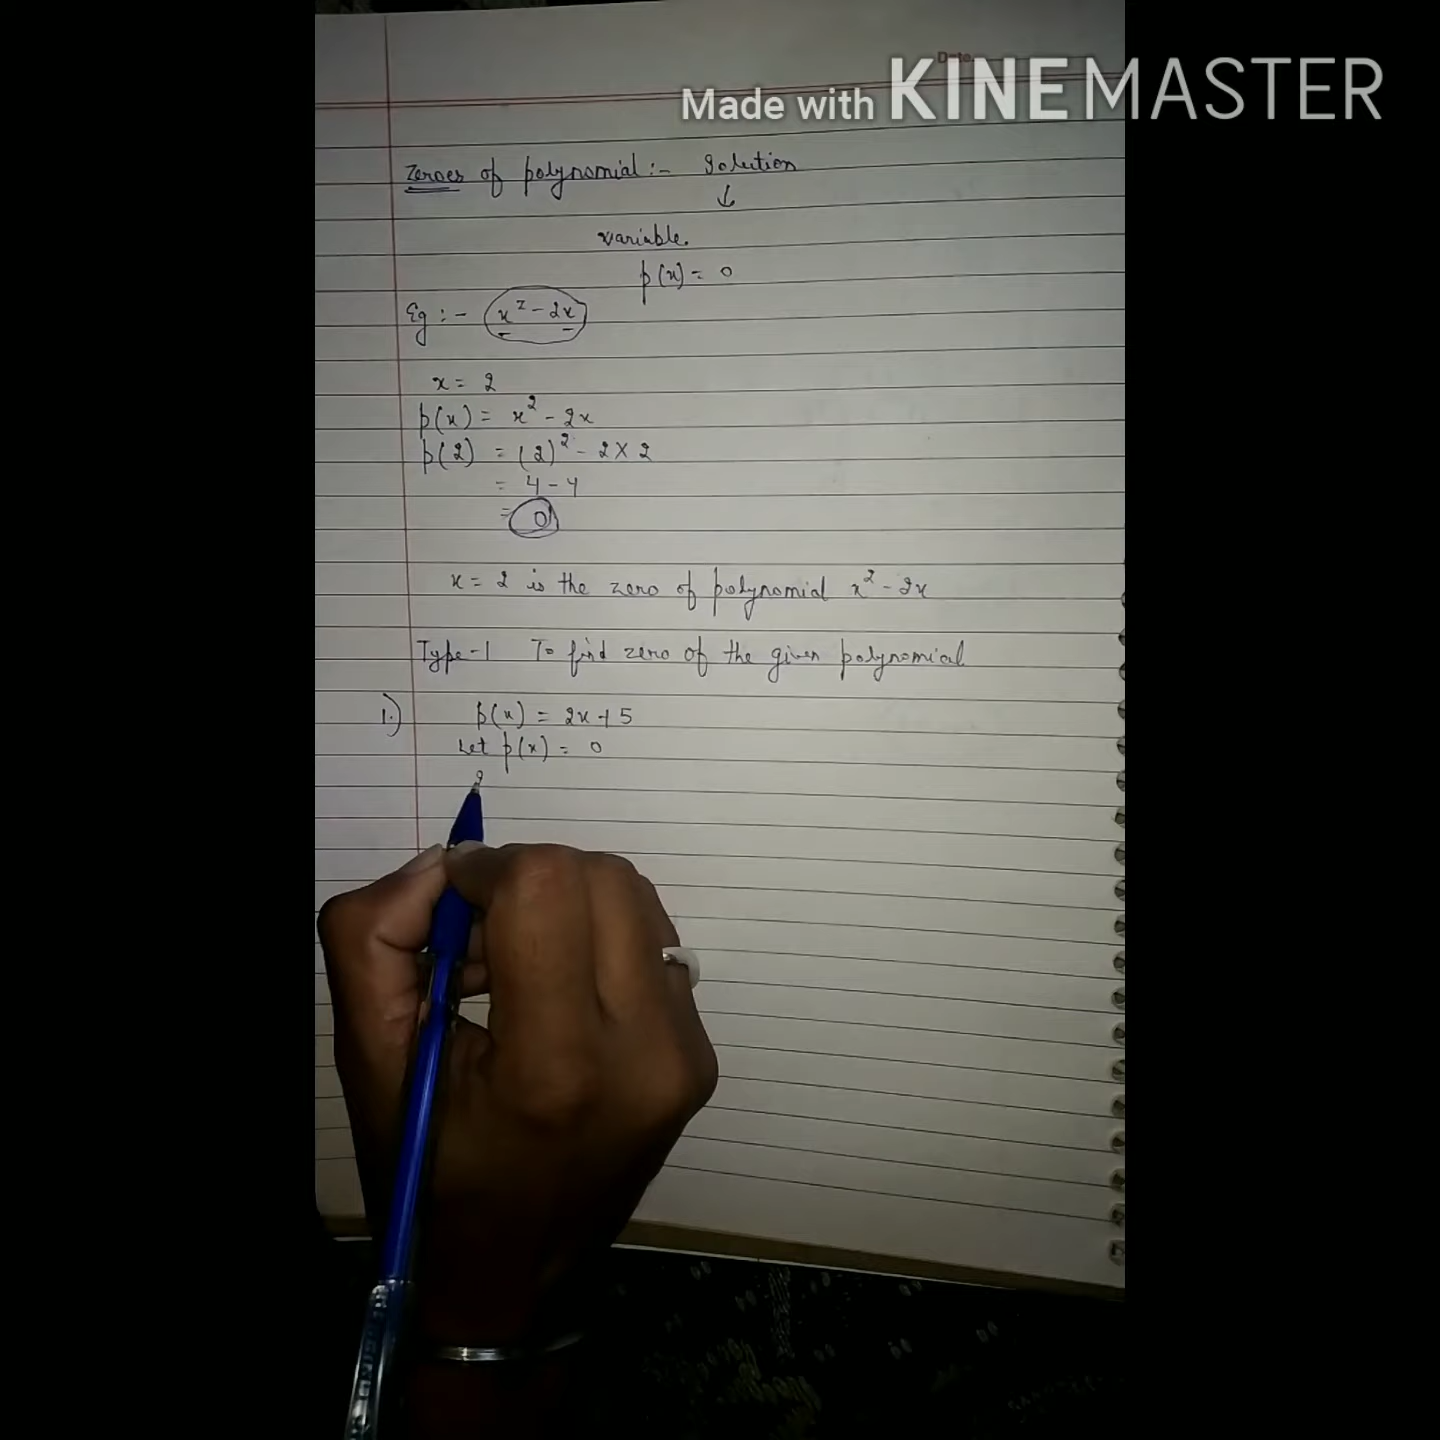 Date
Made with KINEMASTER
Zeroes of polynomial :- Solution
↓
variable.
p(x) = 0
Eg :- x² - 2x
x = 2
p(x) = x² - 2x
p(2) = (2)² - 2 × 2
= 4 - 4
= 0
x = 2 is the zero of polynomial x² - 2x
Type-1 To find zero of the given polynomial
1.) p(x) = 2x + 5
Let p(x) = 0
2